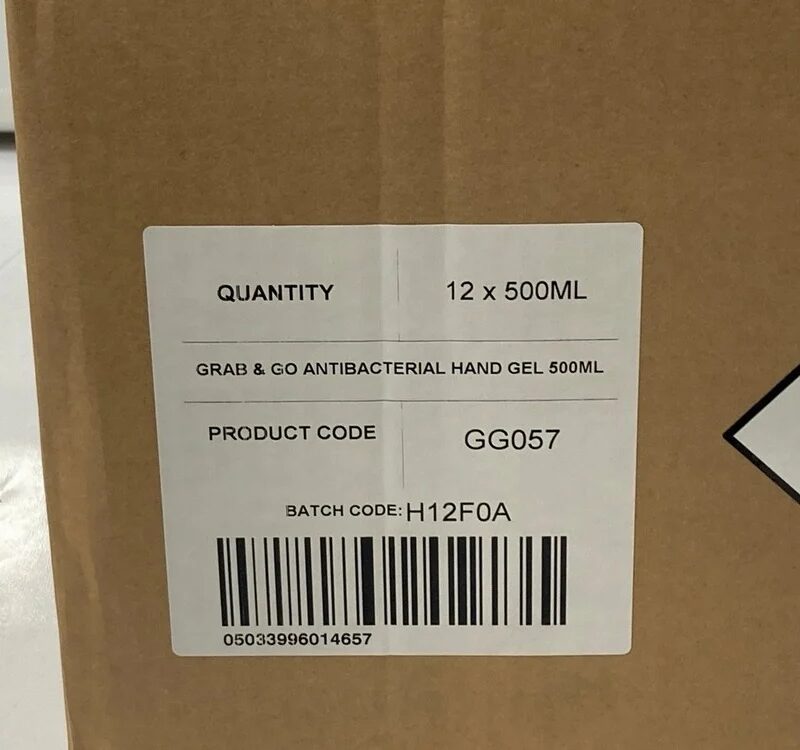 QUANTITY 12 x 500ML
GRAB & GO ANTIBACTERIAL HAND GEL 500ML
PRODUCT CODE GG057
BATCH CODE: H12F0A
05033996014657